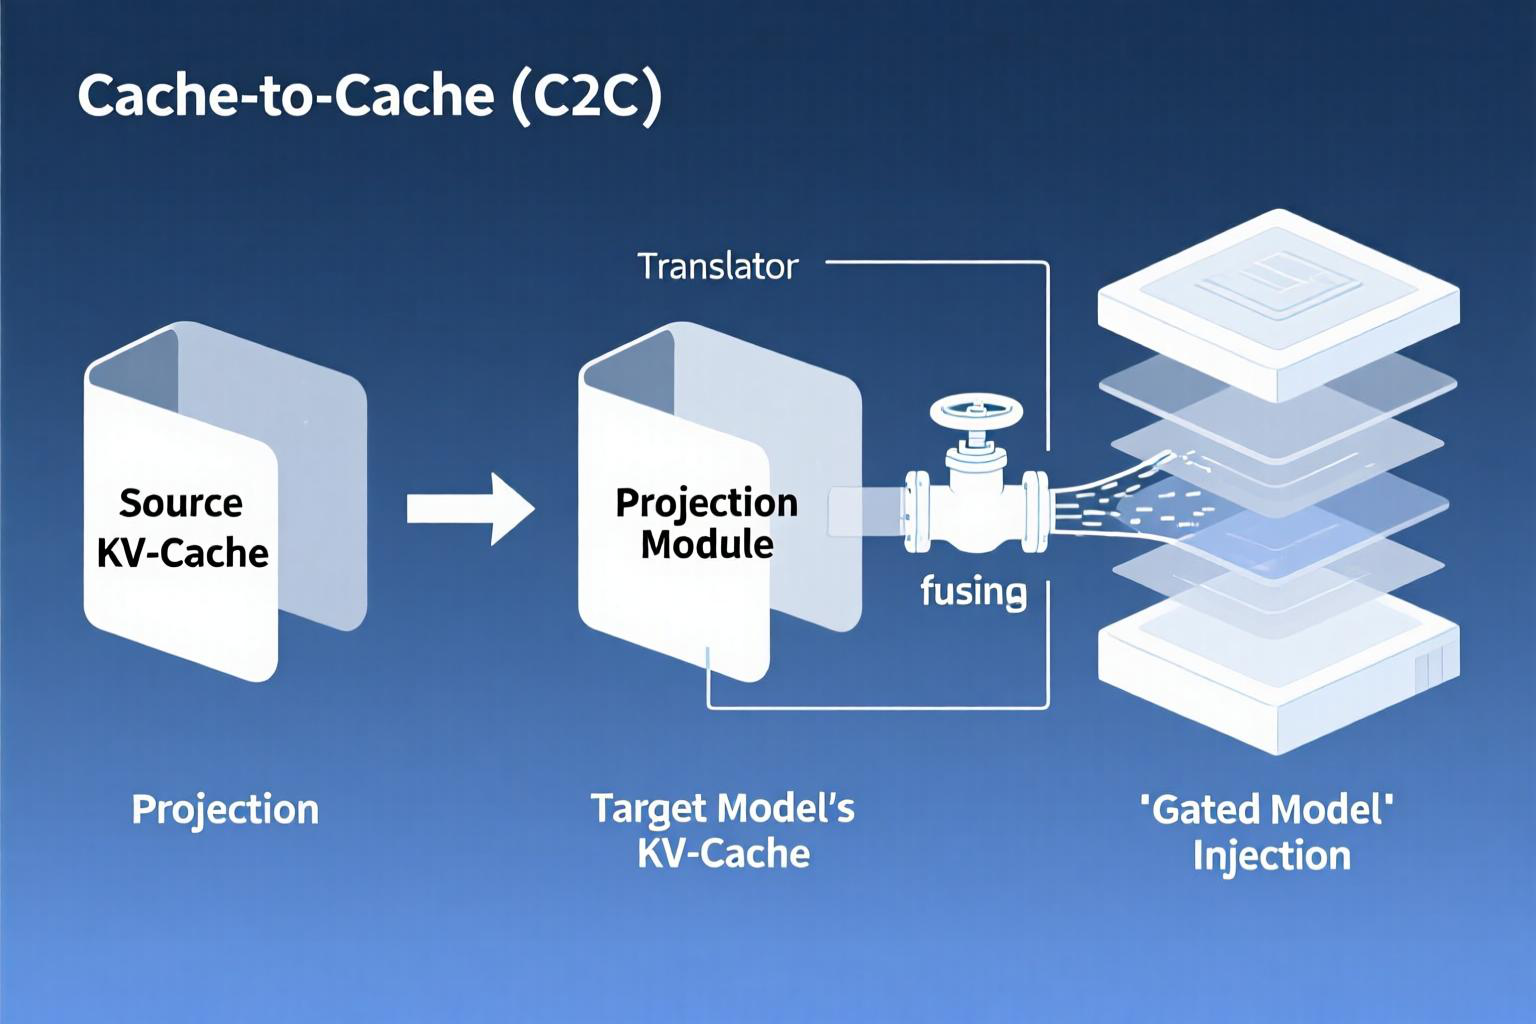 Cache-to-Cache (C2C)
Translator
Source
KV-Cache
Projection
Module
fusing
Projection
Target Model's
KV-Cache
'Gated Model'
Injection